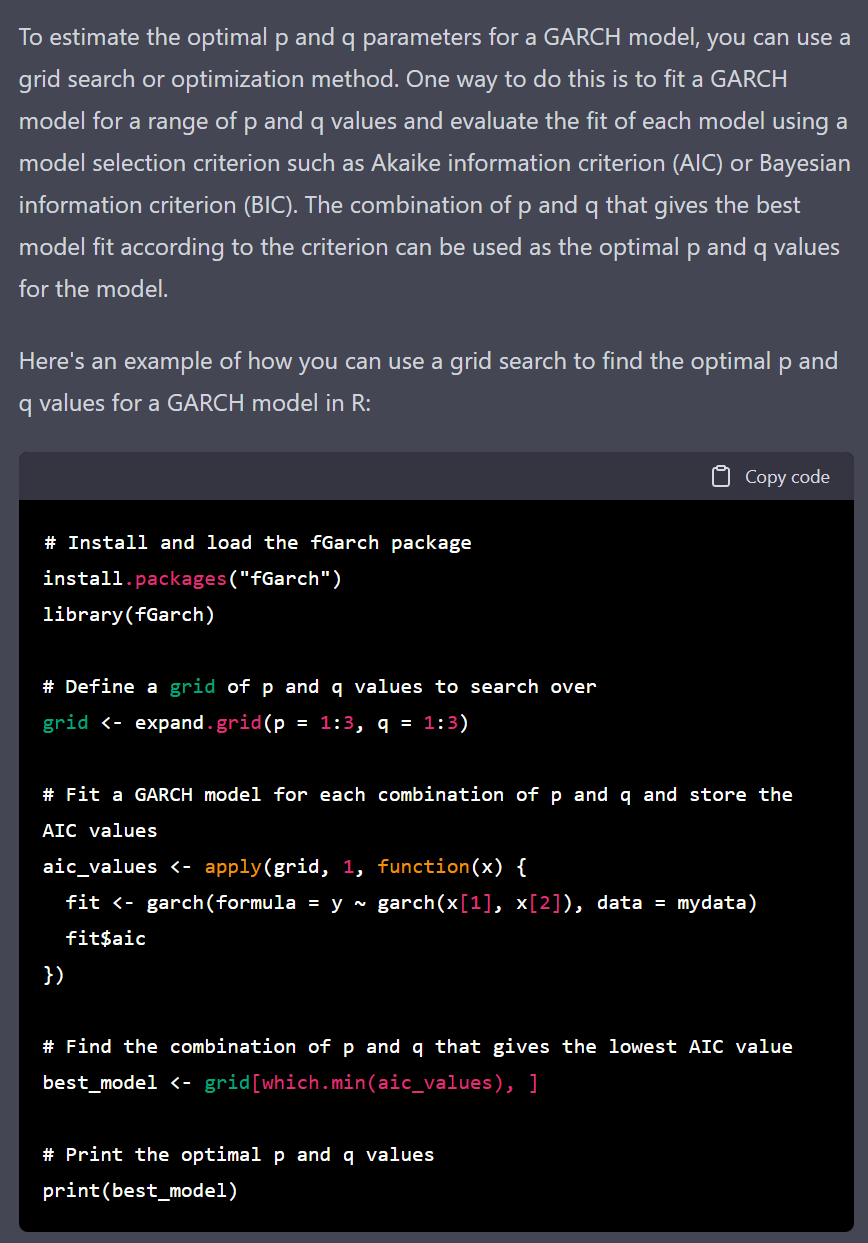 To estimate the optimal p and q parameters for a GARCH model, you can use a
grid search or optimization method. One way to do this is to fit a GARCH
model for a range of p and q values and evaluate the fit of each model using a
model selection criterion such as Akaike information criterion (AIC) or Bayesian
information criterion (BIC). The combination of p and q that gives the best
model fit according to the criterion can be used as the optimal p and q values
for the model.
Here's an example of how you can use a grid search to find the optimal p and
q values for a GARCH model in R:
Copy code
# Install and load the fGarch package
install.packages("fGarch")
library(fGarch)
# Define a grid of p and q values to search over
grid <- expand.grid(p = 1:3, q = 1:3)
# Fit a GARCH model for each combination of p and q and store the
AIC values
aic_values <- apply(grid, 1, function(x) {
  fit <- garch(formula = y ~ garch(x[1], x[2]), data = mydata)
  fit$aic
})
# Find the combination of p and q that gives the lowest AIC value
best_model <- grid[which.min(aic_values), ]
# Print the optimal p and q values
print(best_model)